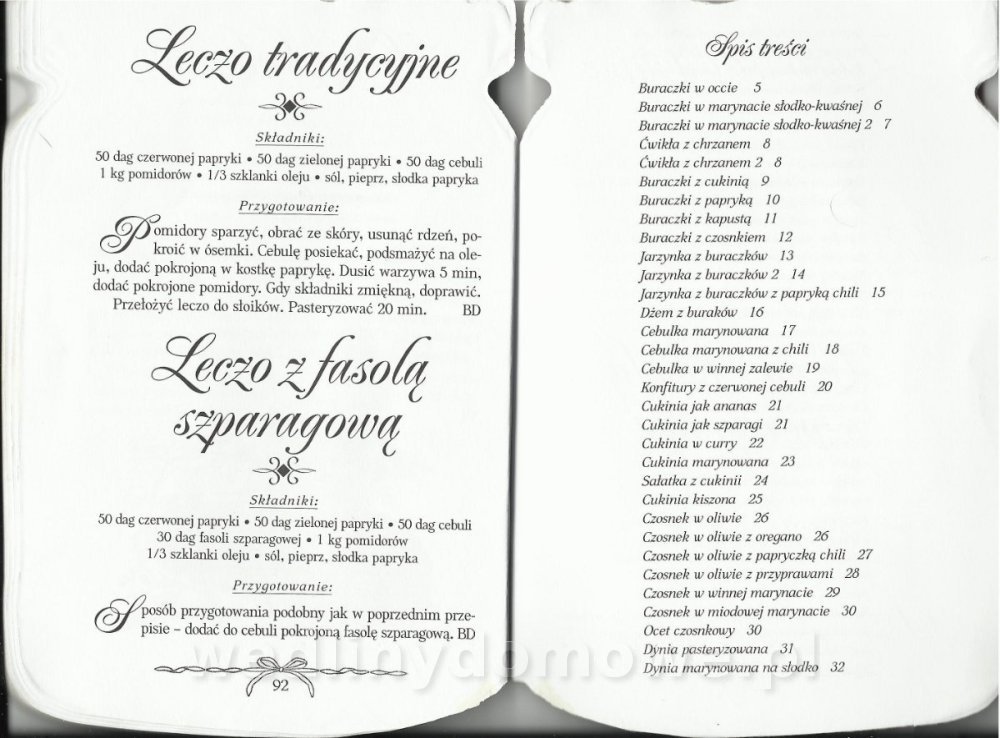 Leczo tradycyjne
Składniki:
50 dag czerwonej papryki • 50 dag zielonej papryki • 50 dag cebuli
1 kg pomidorów • 1/3 szklanki oleju • sól, pieprz, słodka papryka
Przygotowanie:
Pomidory sparzyć, obrać ze skóry, usunąć rdzeń, po-
kroić w ósemki. Cebulę posiekać, podsmażyć na ole-
ju, dodać pokrojoną w kostkę paprykę. Dusić warzywa 5 min,
dodać pokrojone pomidory. Gdy składniki zmiękną, doprawić.
Przełożyć leczo do słoików. Pasteryzować 20 min. BD
Leczo z fasolą
szparagową
Składniki:
50 dag czerwonej papryki • 50 dag zielonej papryki • 50 dag cebuli
30 dag fasoli szparagowej • 1 kg pomidorów
1/3 szklanki oleju • sól, pieprz, słodka papryka
Przygotowanie:
Sposób przygotowania podobny jak w poprzednim prze-
pisie – dodać do cebuli pokrojoną fasolę szparagową. BD
92
Spis treści
Buraczki w occie 5
Buraczki w marynacie słodko-kwaśnej 6
Buraczki w marynacie słodko-kwaśnej 2 7
Ćwikła z chrzanem 8
Ćwikła z chrzanem 2 8
Buraczki z cukinią 9
Buraczki z papryką 10
Buraczki z kapustą 11
Buraczki z czosnkiem 12
Jarzynka z buraczków 13
Jarzynka z buraczków 2 14
Jarzynka z buraczków z papryką chili 15
Dżem z buraków 16
Cebulka marynowana 17
Cebulka marynowana z chili 18
Cebulka w winnej zalewie 19
Konfitury z czerwonej cebuli 20
Cukinia jak ananas 21
Cukinia jak szparagi 21
Cukinia w curry 22
Cukinia marynowana 23
Sałatka z cukinii 24
Cukinia kiszona 25
Czosnek w oliwie 26
Czosnek w oliwie z oregano 26
Czosnek w oliwie z papryczką chili 27
Czosnek w oliwie z przyprawami 28
Czosnek w winnej marynacie 29
Czosnek w miodowej marynacie 30
Ocet czosnkowy 30
Dynia pasteryzowana 31
Dynia marynowana na słodko 32
wedlinydomowe.pl